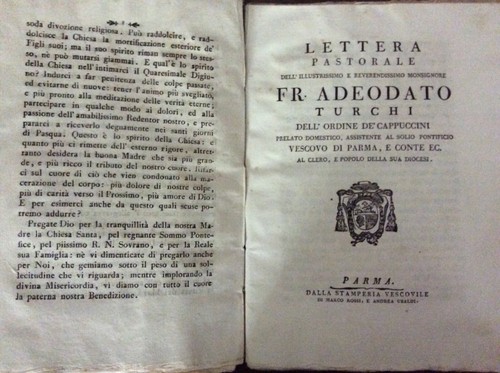 8
soda divozione religiosa. Può raddolcire, e rad-
dolcisce la Chiesa la mortificazione esteriore de'
Figli suoi; ma il suo spirito riman sempre lo stes-
so, nè può mutarsi giammai. E qual'è lo spirito
della Chiesa nell'intimarci il Quaresimale Digiu-
no? Indurci a far penitenza delle colpe passate,
ed evitarne di nuove: tener l'animo più svegliato,
e più pronto alla meditazione delle verità eterne;
partecipare in qualche modo ai dolori, ed alla
passione dell'amabilissimo Redentor nostro, e pre-
pararci a riceverlo degnamente nei santi giorni
di Pasqua. Questo è lo spirito della Chiesa: e
quanto più ci rimette dell'esterno rigore, altret-
tanto desidera la buona Madre che sia più gran-
de, e più ricco il tributo del nostro cuore.
sul cuore di ciò che vien condonato alla ma-
cerazione del corpo: più dolore di nostre colpe,
più di carità verso il Prossimo, più amore di Dio.
E per esimerci anche da questo quali scuse po-
tremmo addurre?
Pregate Dio per la tranquillità della nostra Ma-
dre la Chiesa Santa, pel regnante Sommo Ponte-
fice, pel piissimo R. N. Sovrano, e per la Reale
sua Famiglia: nè vi dimenticate di pregarlo anche
per Noi, che gemiamo sotto il peso di una sol-
lecitudine che vi riguarda; mentre implorando la
divina Misericordia, vi diamo con tutto il cuore
la paterna nostra Benedizione.
LETTERA
PASTORALE
DELL'ILLUSTRISSIMO E REVERENDISSIMO MONSIGNORE
FR. ADEODATO
TURCHI
DELL'ORDINE DE' CAPPUCCINI
PRELATO DOMESTICO, ASSISTENTE AL SOLIO PONTIFICIO
VESCOVO DI PARMA, E CONTE EC.
AL CLERO, E POPOLO DELLA SUA DIOCESI.
PARMA.
DALLA STAMPERIA VESCOVILE
DI MARCO ROSSI, E ANDREA UBALDI.